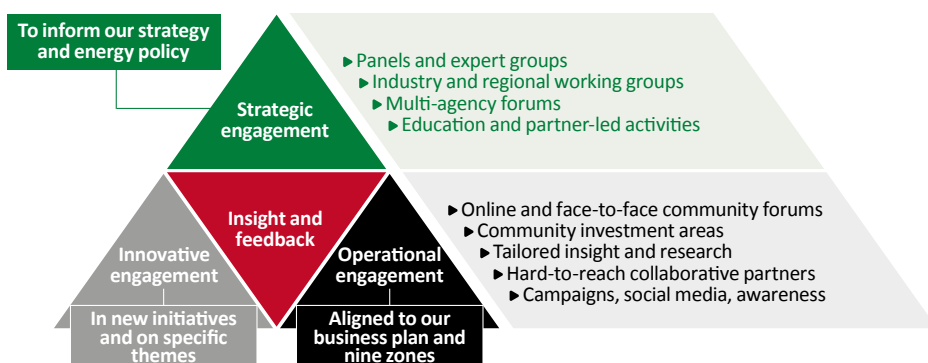 To inform our strategy
and energy policy
Strategic
engagement
Panels and expert groups
Industry and regional working groups
Multi-agency forums
Education and partner-led activities
Insight and
feedback
Innovative
engagement
Operational
engagement
In new initiatives
and on specific
themes
Aligned to our
business plan and
nine zones
Online and face-to-face community forums
Community investment areas
Tailored insight and research
Hard-to-reach collaborative partners
Campaigns, social media, awareness